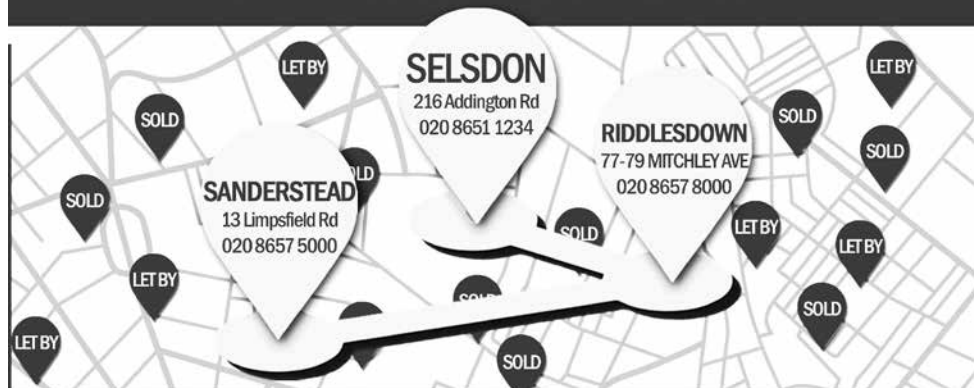 LET BY
SELSDON
216 Addington Rd
020 8651 1234
LET BY
SOLD
SOLD
RIDDLESDOWN
77-79 MITCHLEY AVE
020 8657 8000
SOLD
SANDERSTEAD
13 Limpsfield Rd
020 8657 5000
SOLD
SOLD
LET BY
LET BY
LET BY
SOLD
LET BY
SOLD